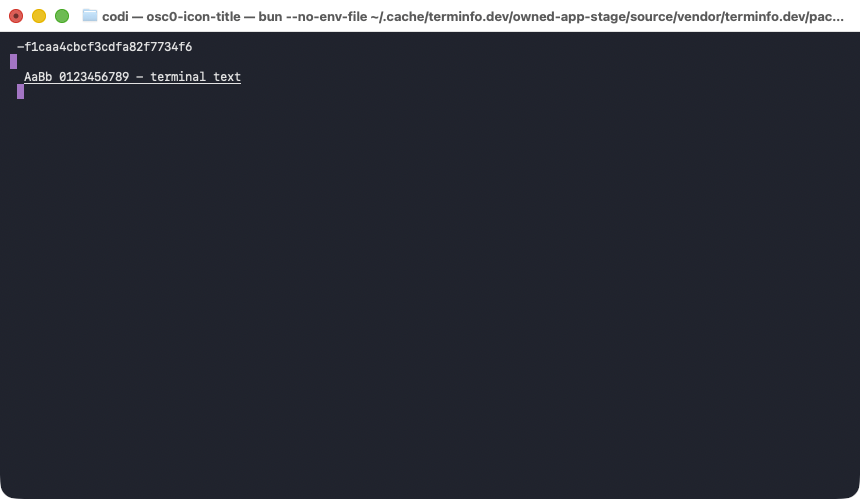 codi — osc0-icon-title — bun --no-env-file ~/.cache/terminfo.dev/owned-app-stage/source/vendor/terminfo.dev/pac...
-f1caa4cbcf3cdfa82f7734f6
AaBb 0123456789 - terminal text